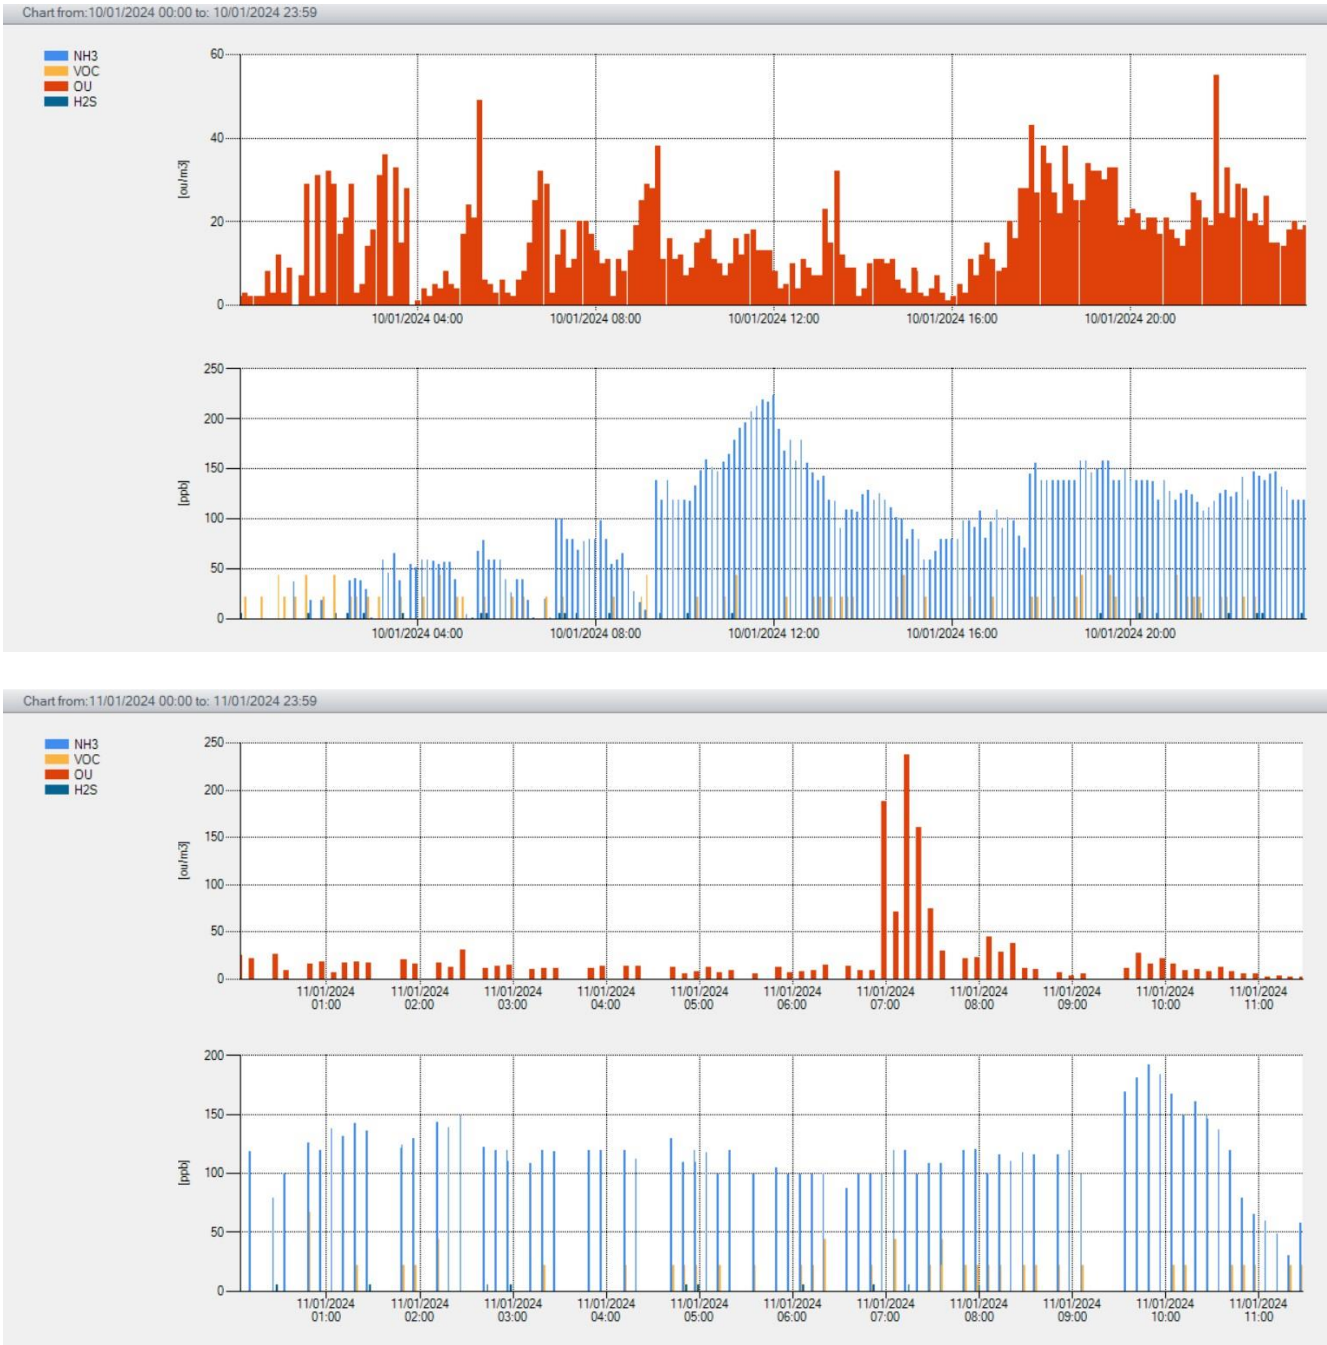 Chart from:10/01/2024 00:00 to: 10/01/2024 23:59
NH3
VOC
OU
H2S
[ou/m3]
60
40
20
0
10/01/2024 04:00 10/01/2024 08:00 10/01/2024 12:00 10/01/2024 16:00 10/01/2024 20:00
[ppb]
250
200
150
100
50
0
10/01/2024 04:00 10/01/2024 08:00 10/01/2024 12:00 10/01/2024 16:00 10/01/2024 20:00
Chart from:11/01/2024 00:00 to: 11/01/2024 23:59
NH3
VOC
OU
H2S
[ou/m3]
250
200
150
100
50
0
11/01/2024 11/01/2024 11/01/2024 11/01/2024 11/01/2024 11/01/2024 11/01/2024 11/01/2024 11/01/2024 11/01/2024 11/01/2024
01:00 02:00 03:00 04:00 05:00 06:00 07:00 08:00 09:00 10:00 11:00
[ppb]
200
150
100
50
0
11/01/2024 11/01/2024 11/01/2024 11/01/2024 11/01/2024 11/01/2024 11/01/2024 11/01/2024 11/01/2024 11/01/2024 11/01/2024
01:00 02:00 03:00 04:00 05:00 06:00 07:00 08:00 09:00 10:00 11:00